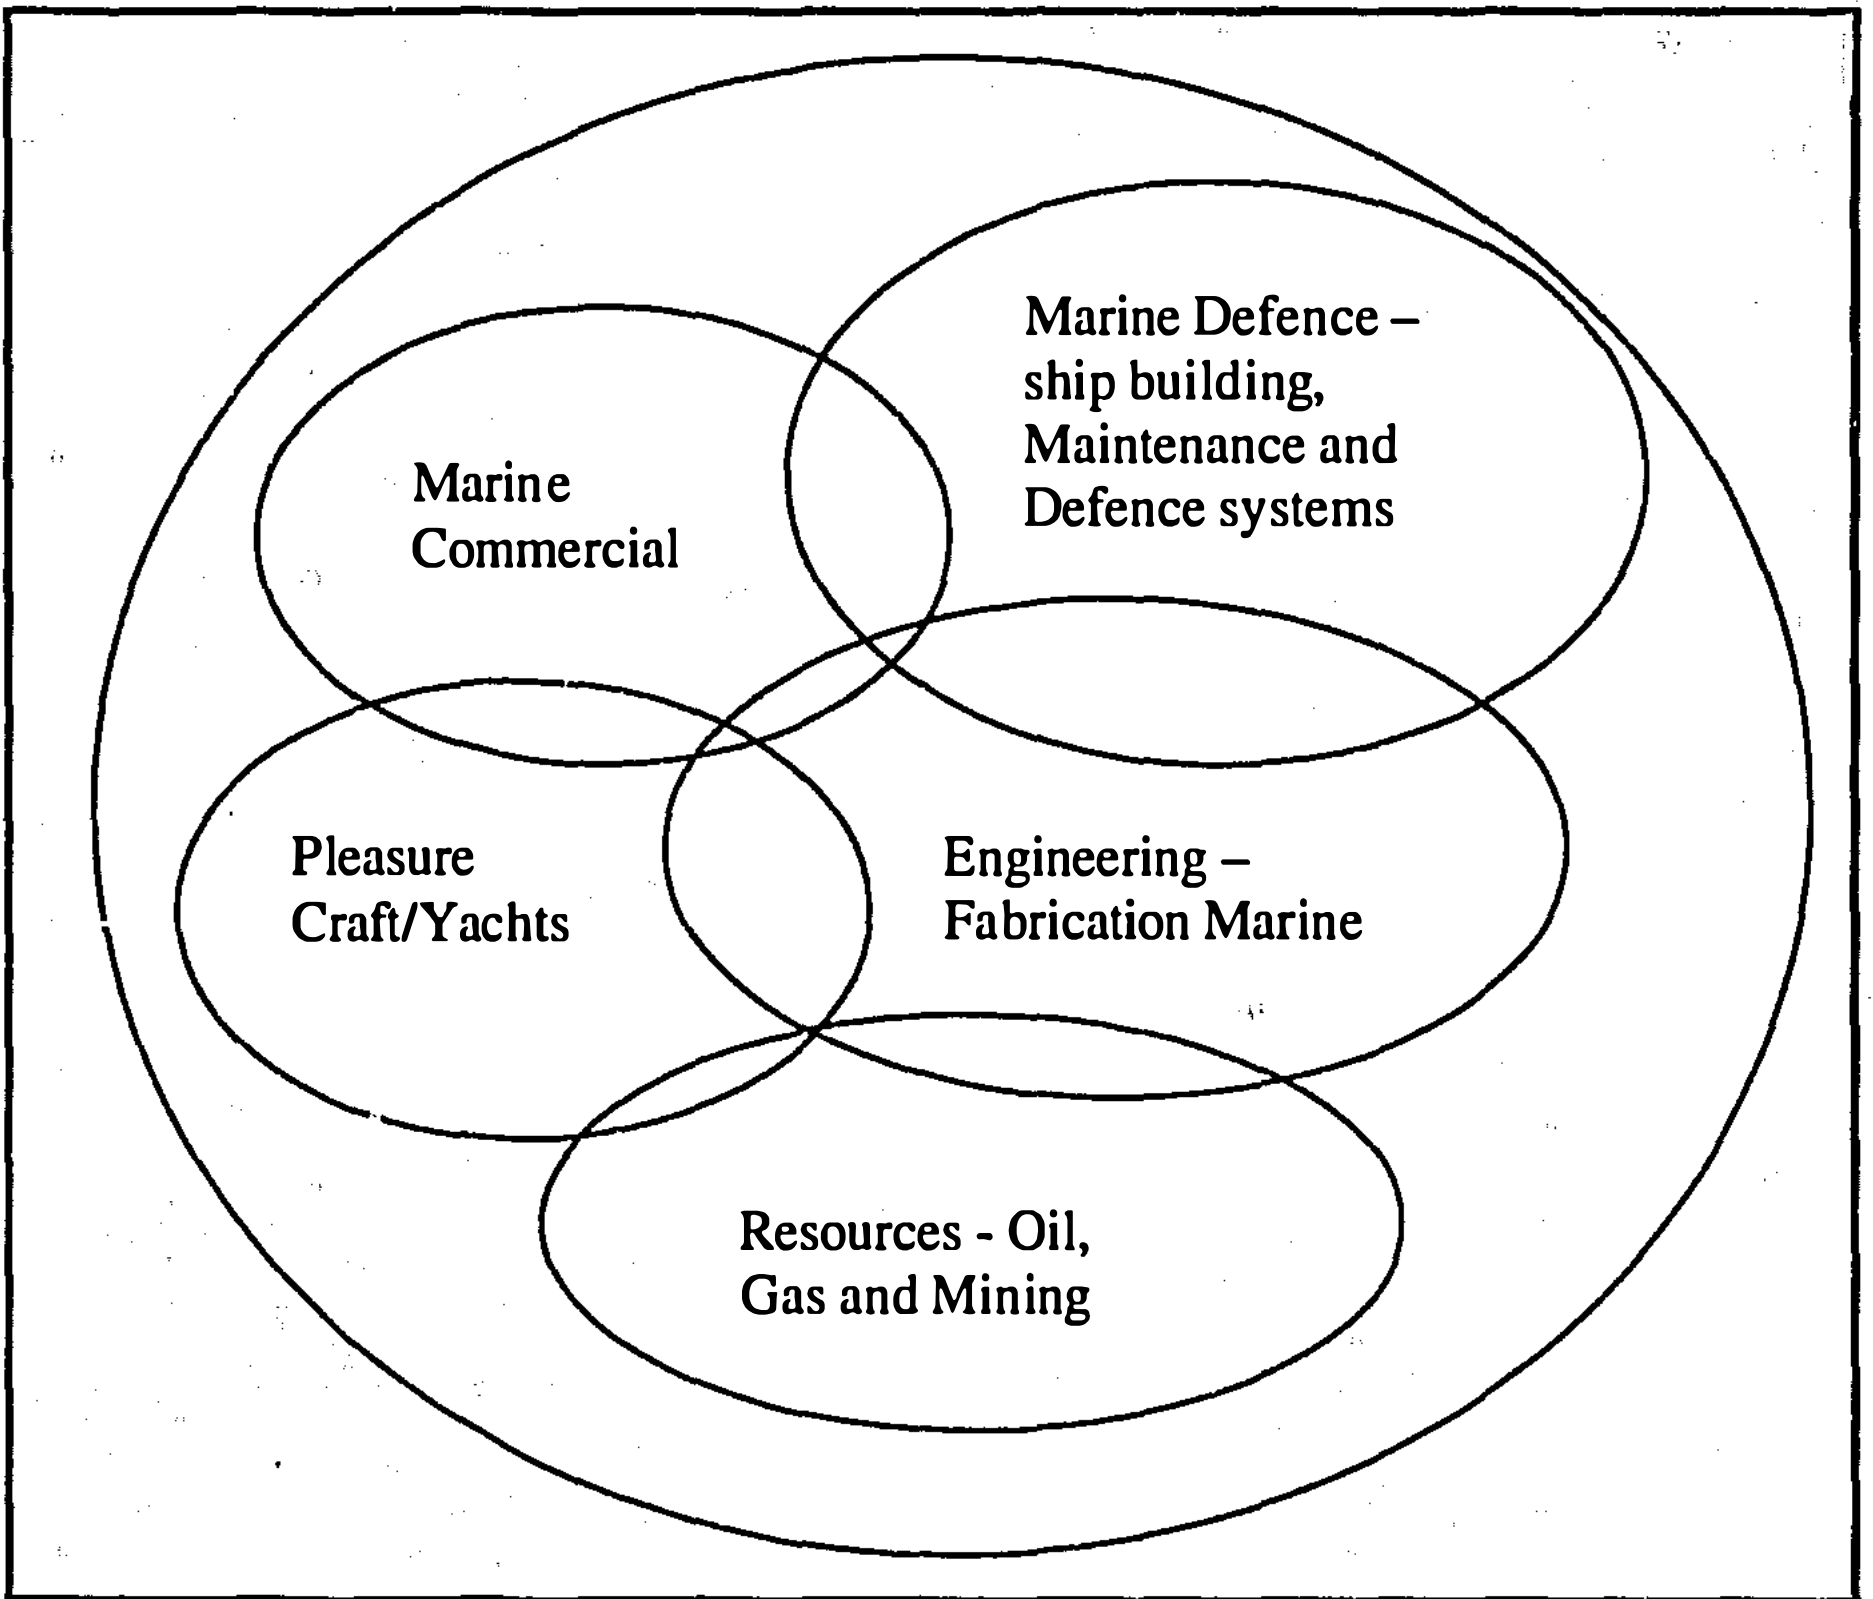 Marine Defence –
ship building,
Maintenance and
Defence systems
Marine
Commercial
Pleasure
Craft/Yachts
Engineering –
Fabrication Marine
Resources - Oil,
Gas and Mining